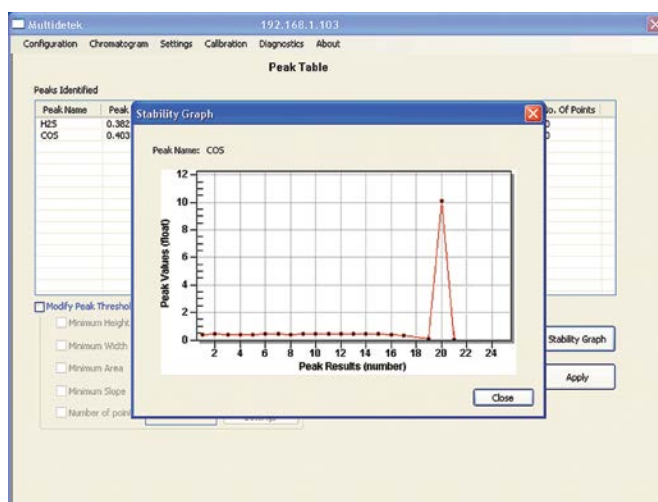 Multidetek 192.168.1.103
Configuration Chromatogram Settings Calibration Diagnostics About
Peak Table
Peaks Identified
Peak Name Peak No. Of Points
H2S 0.382
COS 0.403
Stability Graph
Peak Name: COS
12
10
8
6
4
2
0
Peak Values (float)
2 4 6 8 10 12 14 16 18 20 22 24
Peak Results (number)
Close
Modify Peak Threshol
Minimum Height
Minimum Width
Minimum Area
Minimum Slope
Number of poin
Stability Graph
Apply